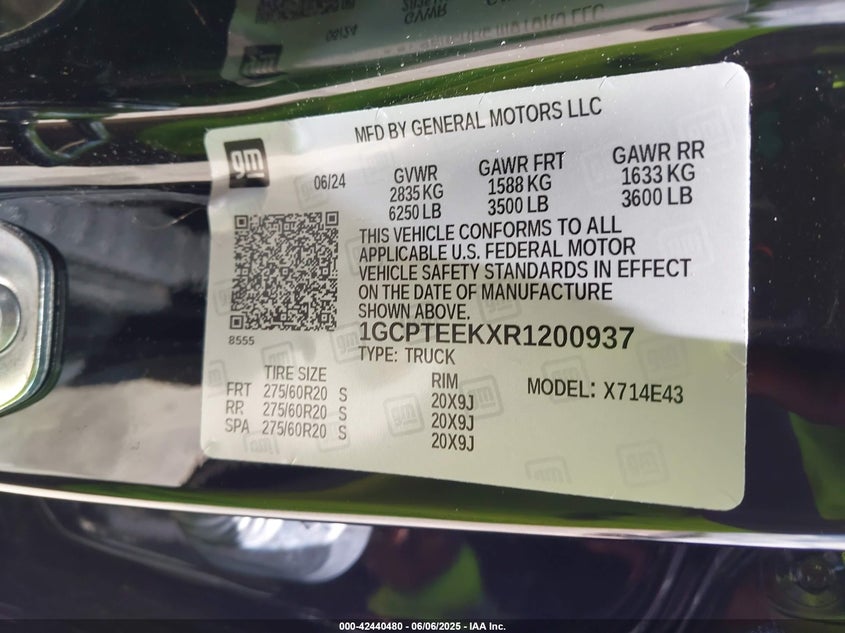 MFD BY GENERAL MOTORS LLC
gm
06/24
GVWR GAWR FRT GAWR RR
2835 KG 1588 KG 1633 KG
6250 LB 3500 LB 3600 LB
THIS VEHICLE CONFORMS TO ALL
APPLICABLE U.S. FEDERAL MOTOR
VEHICLE SAFETY STANDARDS IN EFFECT
ON THE DATE OF MANUFACTURE
SHOWN ABOVE.
8555
1GCPTEEKXR1200937
TYPE: TRUCK
TIRE SIZE RIM MODEL: X714E43
FRT 275/60R20 S 20X9J
RR 275/60R20 S 20X9J
SPA 275/60R20 S 20X9J
000-42440480 - 06/06/2025 - IAA Inc.